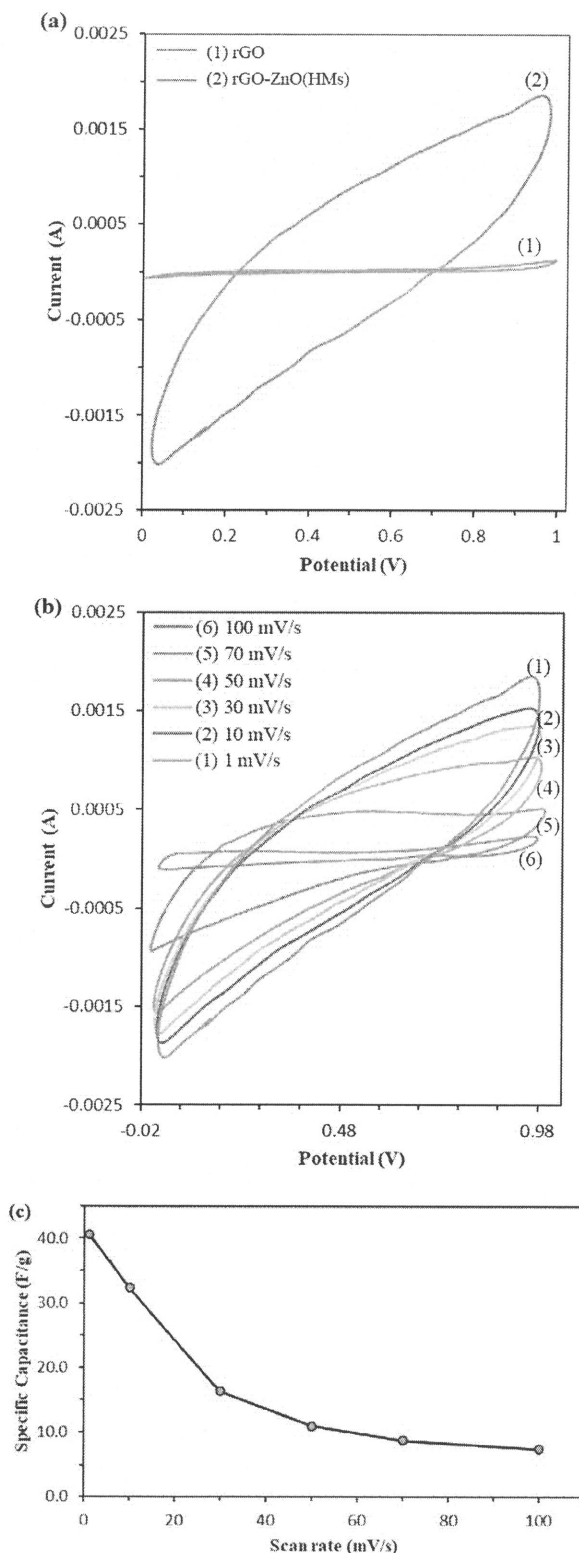 (a)
0.0025
0.0015
0.0005
-0.0005
-0.0015
-0.0025
Current (A)
(1) rGO
(2) rGO-ZnO(HMs)
(2)
(1)
0
0.2
0.4
0.6
0.8
1
Potential (V)
(b)
0.0025
0.0015
0.0005
-0.0005
-0.0015
-0.0025
Current (A)
(6) 100 mV/s
(5) 70 mV/s
(4) 50 mV/s
(3) 30 mV/s
(2) 10 mV/s
(1) 1 mV/s
(1)
(2)
(3)
(4)
(5)
(6)
-0.02
0.48
0.98
Potential (V)
(c)
40.0
30.0
20.0
10.0
0.0
Specific Capacitance (F/g)
0
20
40
60
80
100
Scan rate (mV/s)